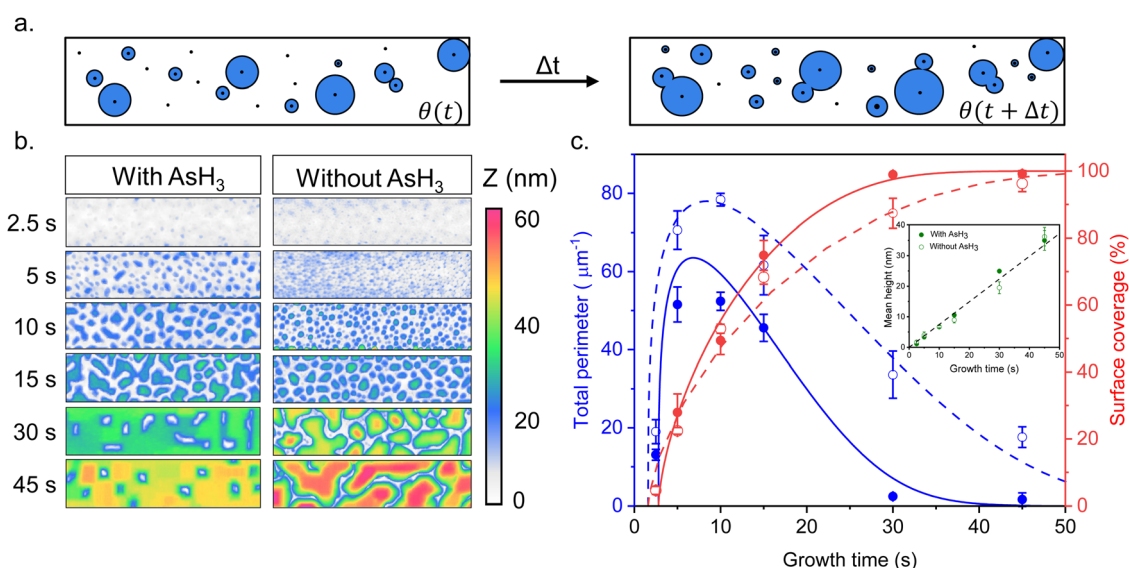 a.
θ(t)
Δt
θ(t + Δt)
b.
With AsH₃
Without AsH₃
Z (nm)
2.5 s
5 s
10 s
15 s
30 s
45 s
60
40
20
0
c.
Total perimeter ( μm⁻¹)
80
60
40
20
0
0
10
20
30
40
50
Growth time (s)
100
80
60
40
20
0
Surface coverage (%)
With AsH₃
Without AsH₃
Mean height (nm)
40
30
20
10
0
0
10
20
30
40
50
Growth time (s)